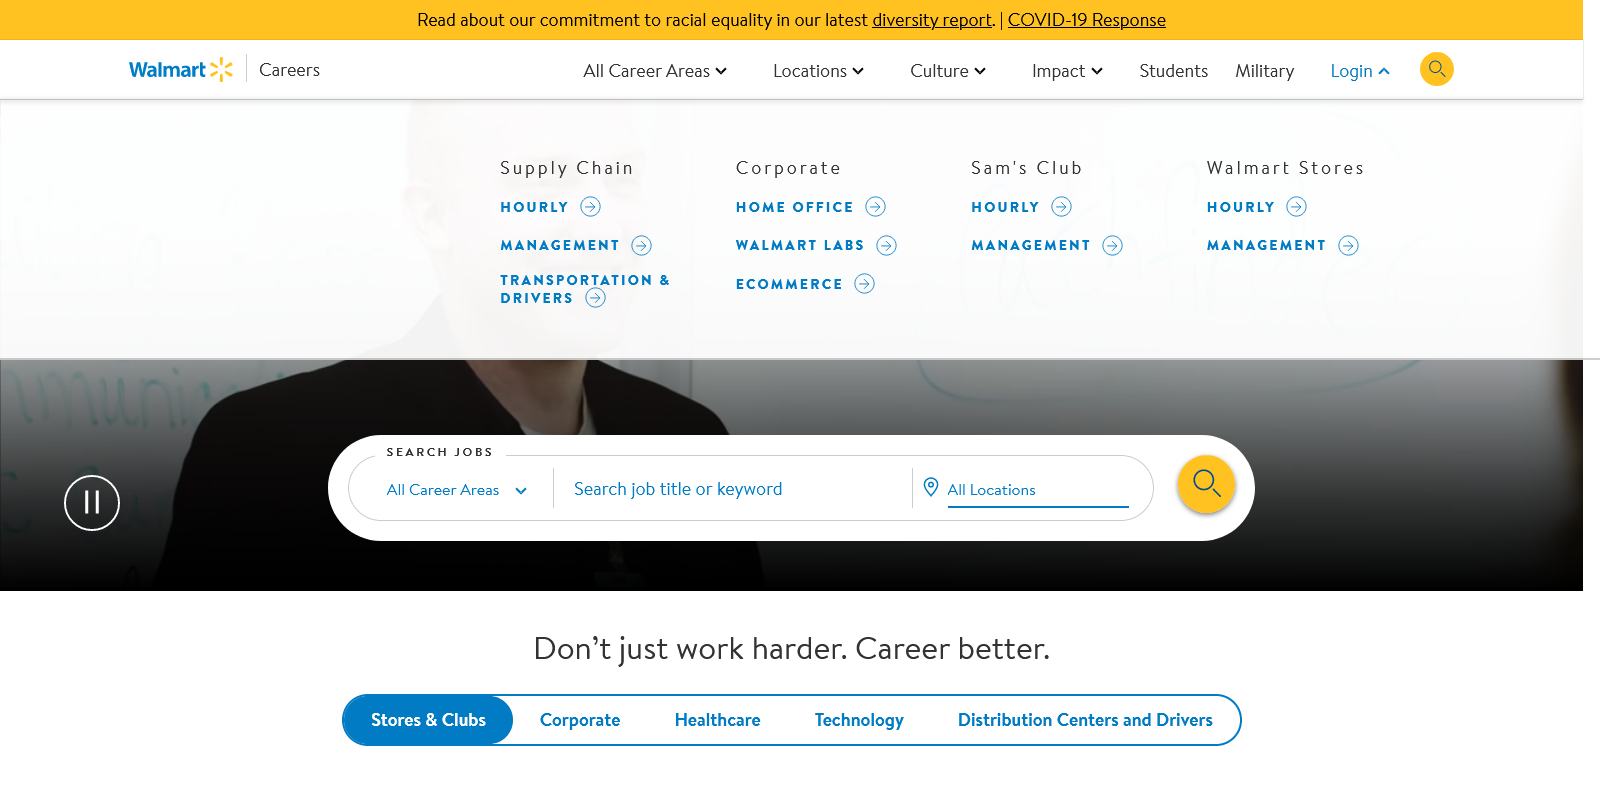 Read about our commitment to racial equality in our latest diversity report. | COVID-19 Response
Walmart Careers All Career Areas Locations Culture Impact Students Military Login
Supply Chain Corporate Sam's Club Walmart Stores
HOURLY HOME OFFICE HOURLY HOURLY
MANAGEMENT WALMART LABS MANAGEMENT MANAGEMENT
TRANSPORTATION &
DRIVERS ECOMMERCE
SEARCH JOBS
All Career Areas Search job title or keyword All Locations
Don’t just work harder. Career better.
Stores & Clubs Corporate Healthcare Technology Distribution Centers and Drivers